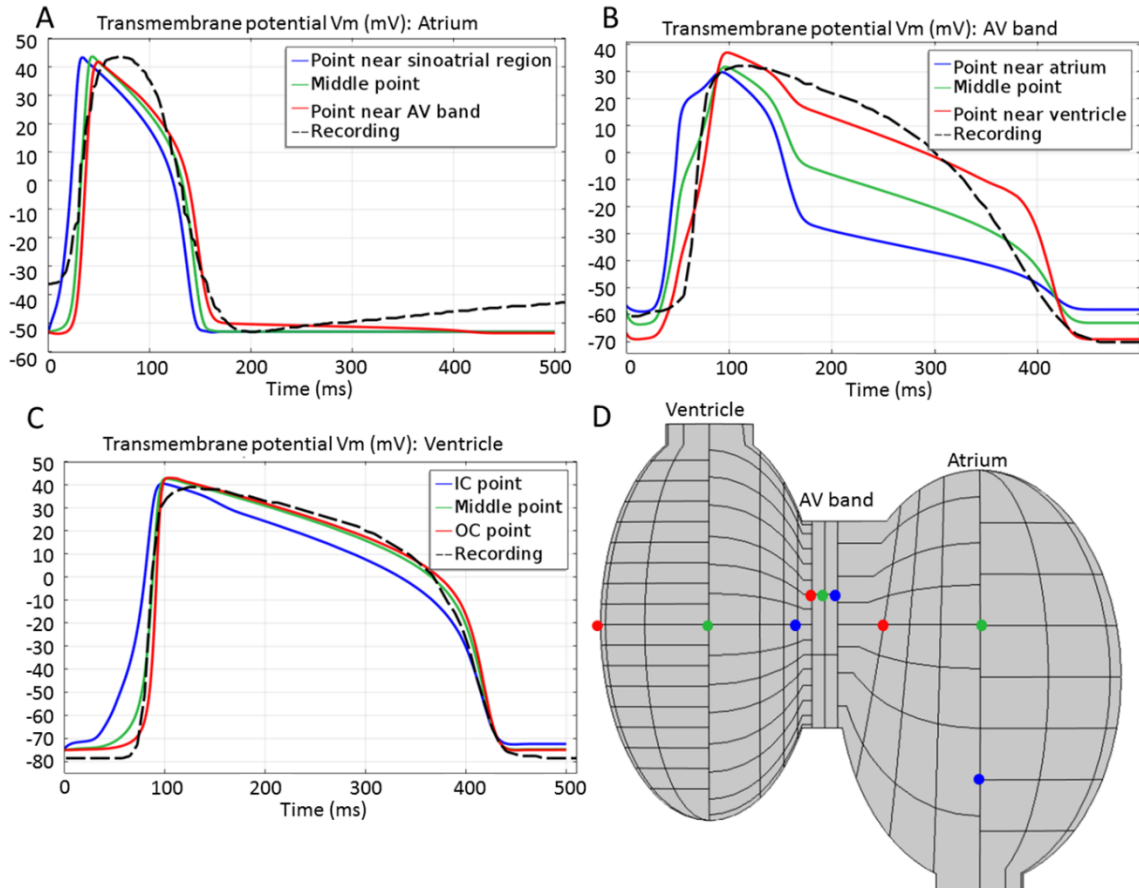 A
Transmembrane potential Vm (mV): Atrium
50
40
30
20
10
0
-10
-20
-30
-40
-50
-60
Point near sinoatrial region
Middle point
Point near AV band
Recording
0 100 200 300 400 500
Time (ms)
B
Transmembrane potential Vm (mV): AV band
40
30
20
10
0
-10
-20
-30
-40
-50
-60
-70
Point near atrium
Middle point
Point near ventricle
Recording
0 100 200 300 400
Time (ms)
C
Transmembrane potential Vm (mV): Ventricle
50
40
30
20
10
0
-10
-20
-30
-40
-50
-60
-70
-80
IC point
Middle point
OC point
Recording
0 100 200 300 400 500
Time (ms)
D
Ventricle
AV band
Atrium